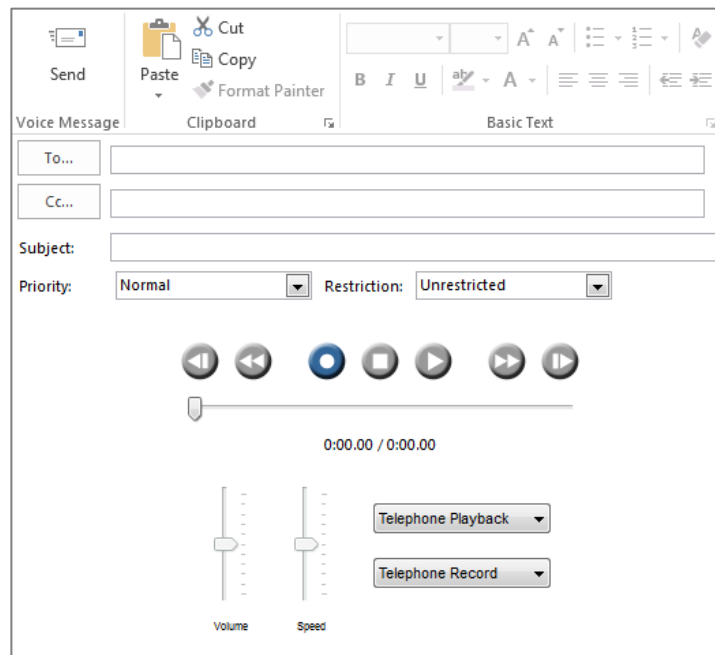 Send
Paste
Cut
Copy
Format Painter
B I U aby A
Voice Message
Clipboard
Basic Text
To...
Cc...
Subject:
Priority: Normal Restriction: Unrestricted
0:00.00 / 0:00.00
Telephone Playback
Telephone Record
Volume Speed